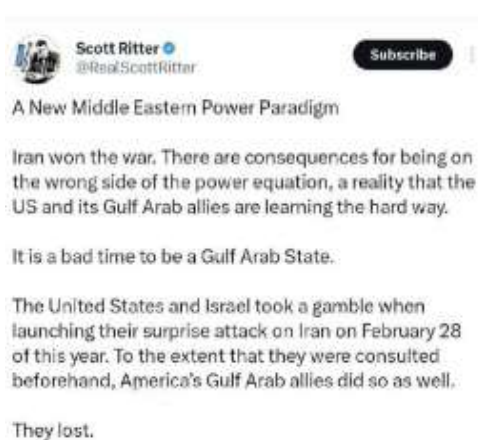 Scott Ritter
@RealScottRitter
Subscribe
A New Middle Eastern Power Paradigm
Iran won the war. There are consequences for being on
the wrong side of the power equation, a reality that the
US and its Gulf Arab allies are learning the hard way.
It is a bad time to be a Gulf Arab State.
The United States and Israel took a gamble when
launching their surprise attack on Iran on February 28
of this year. To the extent that they were consulted
beforehand, America's Gulf Arab allies did so as well.
They lost.